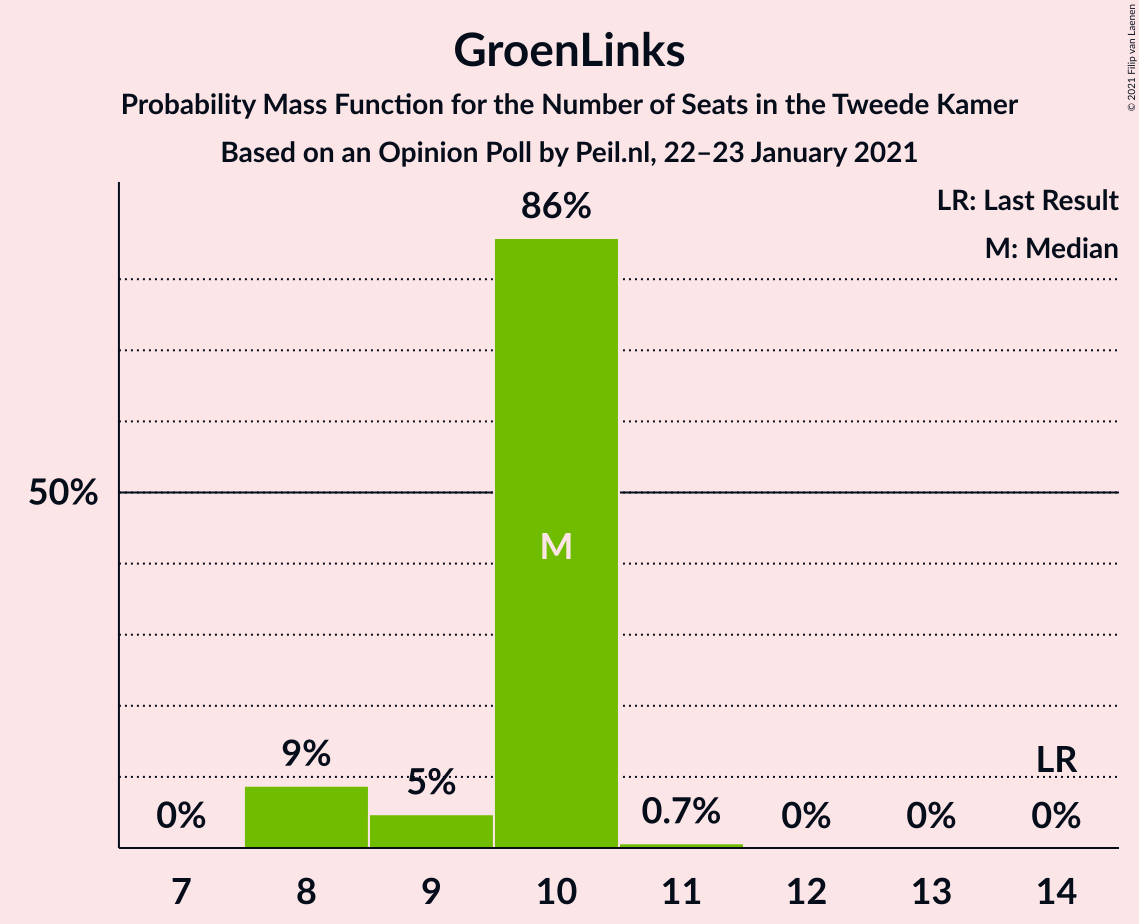 GroenLinks
Probability Mass Function for the Number of Seats in the Tweede Kamer
Based on an Opinion Poll by Peil.nl, 22–23 January 2021
© 2021 Filip van Laenen
LR: Last Result
M: Median
86%
50%
M
9%
5%
LR
0%
0.7%
0%
0%
0%
7 8 9 10 11 12 13 14